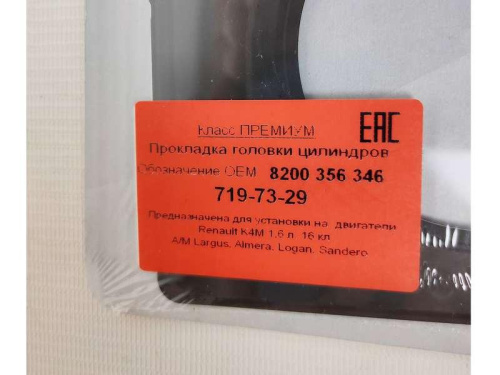 Класс ПРЕМИУМ
EAC
Прокладка головки цилиндров
Обозначение OEM 8200 356 346
719-73-29
Предназначена для установки на двигатели
Renault K4M 1,6 л. 16 кл
А/М Largus, Almera, Logan, Sandero